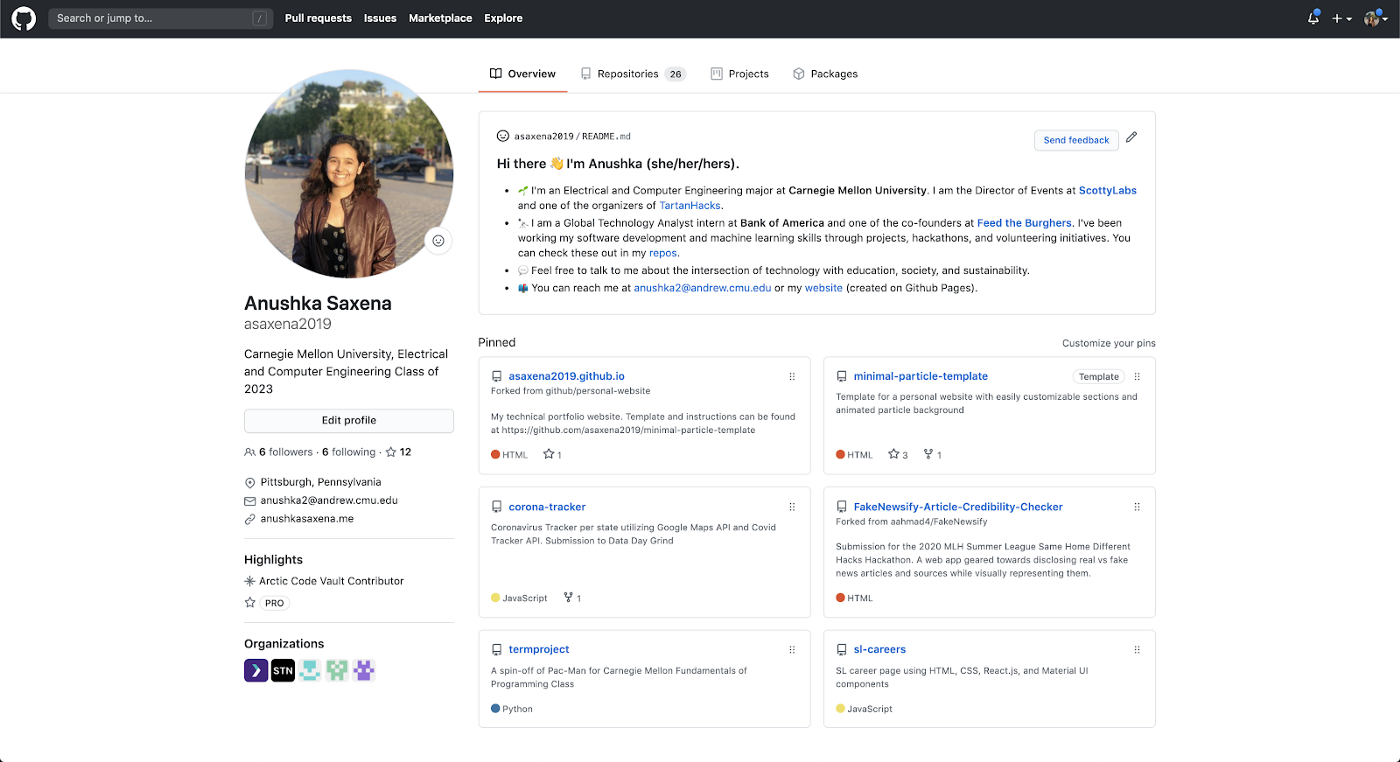 Search or jump to... /
Pull requests Issues Marketplace Explore
Overview Repositories 26 Projects Packages
asaxena2019/README.md
Send feedback
Hi there 👋 I'm Anushka (she/her/hers).
🌱 I'm an Electrical and Computer Engineering major at Carnegie Mellon University. I am the Director of Events at ScottyLabs
and one of the organizers of TartanHacks.
🔭 I am a Global Technology Analyst intern at Bank of America and one of the co-founders at Feed the Burghers. I've been
working my software development and machine learning skills through projects, hackathons, and volunteering initiatives. You
can check these out in my repos.
💬 Feel free to talk to me about the intersection of technology with education, society, and sustainability.
📫 You can reach me at anushka2@andrew.cmu.edu or my website (created on Github Pages).
Anushka Saxena
asaxena2019
Carnegie Mellon University, Electrical
and Computer Engineering Class of
2023
Edit profile
6 followers · 6 following · 12
Pittsburgh, Pennsylvania
anushka2@andrew.cmu.edu
anushkasaxena.me
Highlights
Arctic Code Vault Contributor
PRO
Organizations
STN
Pinned
Customize your pins
asaxena2019.github.io
Forked from github/personal-website
My technical portfolio website. Template and instructions can be found
at https://github.com/asaxena2019/minimal-particle-template
HTML 1
minimal-particle-template Template
Template for a personal website with easily customizable sections and
animated particle background
HTML 3 1
corona-tracker
Coronavirus Tracker per state utilizing Google Maps API and Covid
Tracker API. Submission to Data Day Grind
JavaScript 1
FakeNewsify-Article-Credibility-Checker
Forked from aahmad4/FakeNewsify
Submission for the 2020 MLH Summer League Same Home Different
Hacks Hackathon. A web app geared towards disclosing real vs fake
news articles and sources while visually representing them.
HTML
termproject
A spin-off of Pac-Man for Carnegie Mellon Fundamentals of
Programming Class
Python
sl-careers
SL career page using HTML, CSS, React.js, and Material UI
components
JavaScript